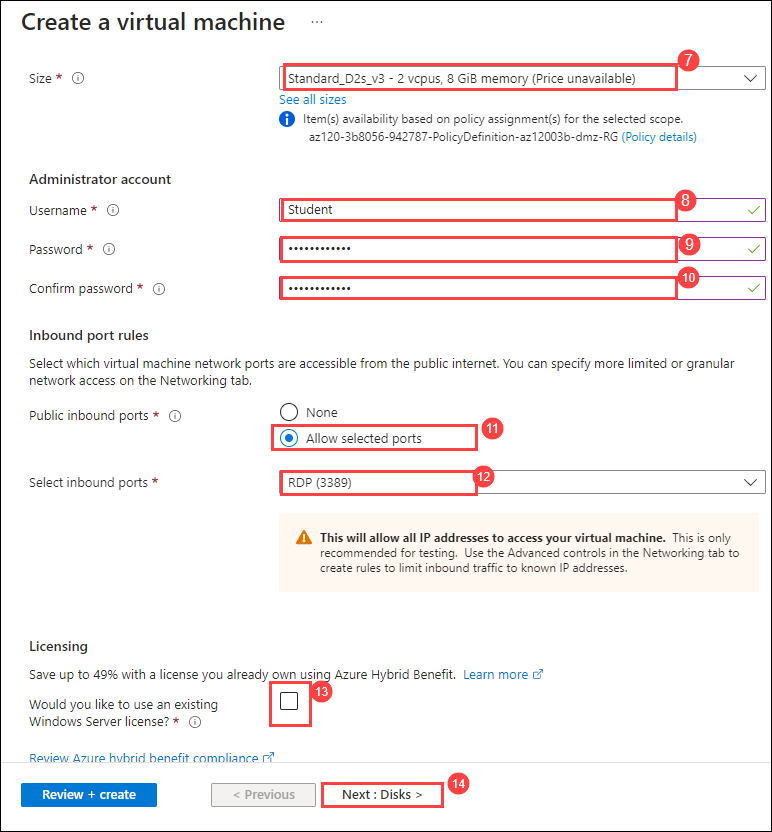 Create a virtual machine ...
7
Size * Standard_D2s_v3 - 2 vcpus, 8 GiB memory (Price unavailable)
See all sizes
Item(s) availability based on policy assignment(s) for the selected scope.
az120-3b8056-942787-PolicyDefinition-az12003b-dmz-RG (Policy details)
Administrator account
8
Username * Student
9
Password * ••••••••••••
10
Confirm password * ••••••••••••
Inbound port rules
Select which virtual machine network ports are accessible from the public internet. You can specify more limited or granular
network access on the Networking tab.
Public inbound ports * None
Allow selected ports 11
12
Select inbound ports * RDP (3389)
This will allow all IP addresses to access your virtual machine. This is only
recommended for testing. Use the Advanced controls in the Networking tab to
create rules to limit inbound traffic to known IP addresses.
Licensing
Save up to 49% with a license you already own using Azure Hybrid Benefit. Learn more
13
Would you like to use an existing
Windows Server license? *
Review Azure hybrid benefit compliance
14
Review + create < Previous Next : Disks >